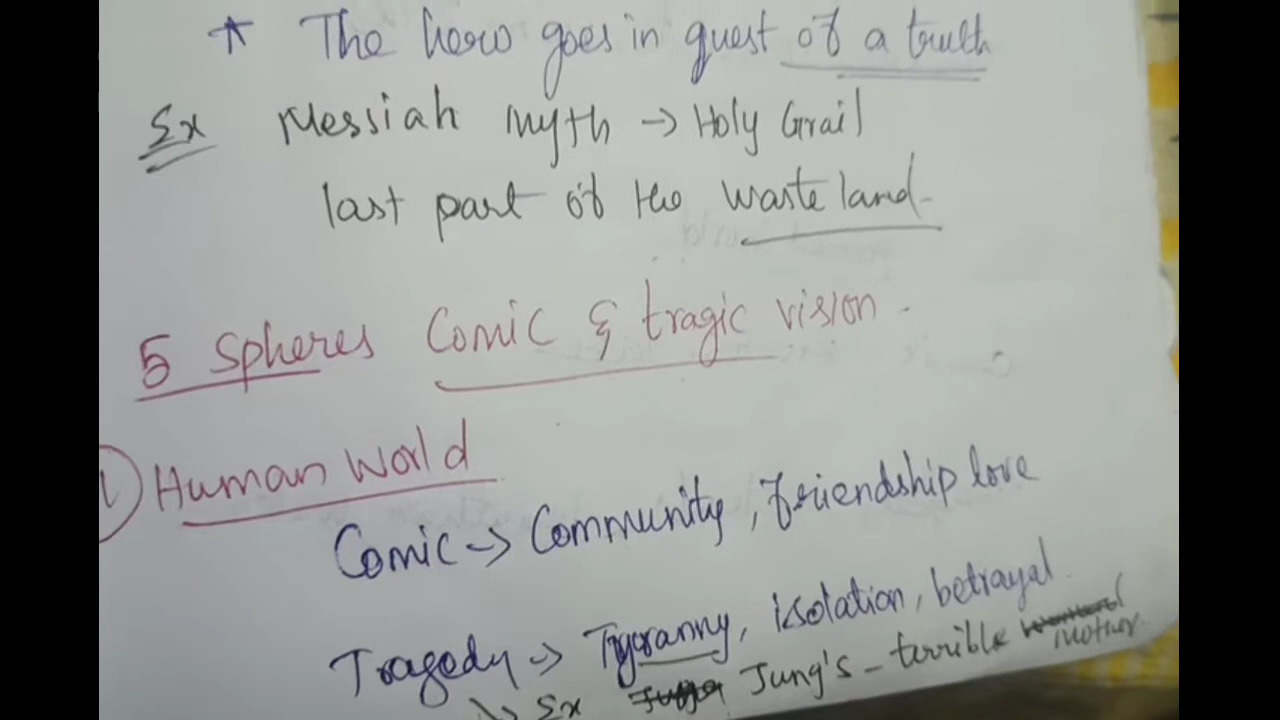 * The hero goes in quest of a truth
Ex Messiah Myth → Holy Grail
last part of the waste land.
5 Spheres Comic & tragic vision.
1) Human World
Comic → Community, friendship love
Tragedy → Tyranny, isolation, betrayal.
↳ Ex Jung's - terrible mother